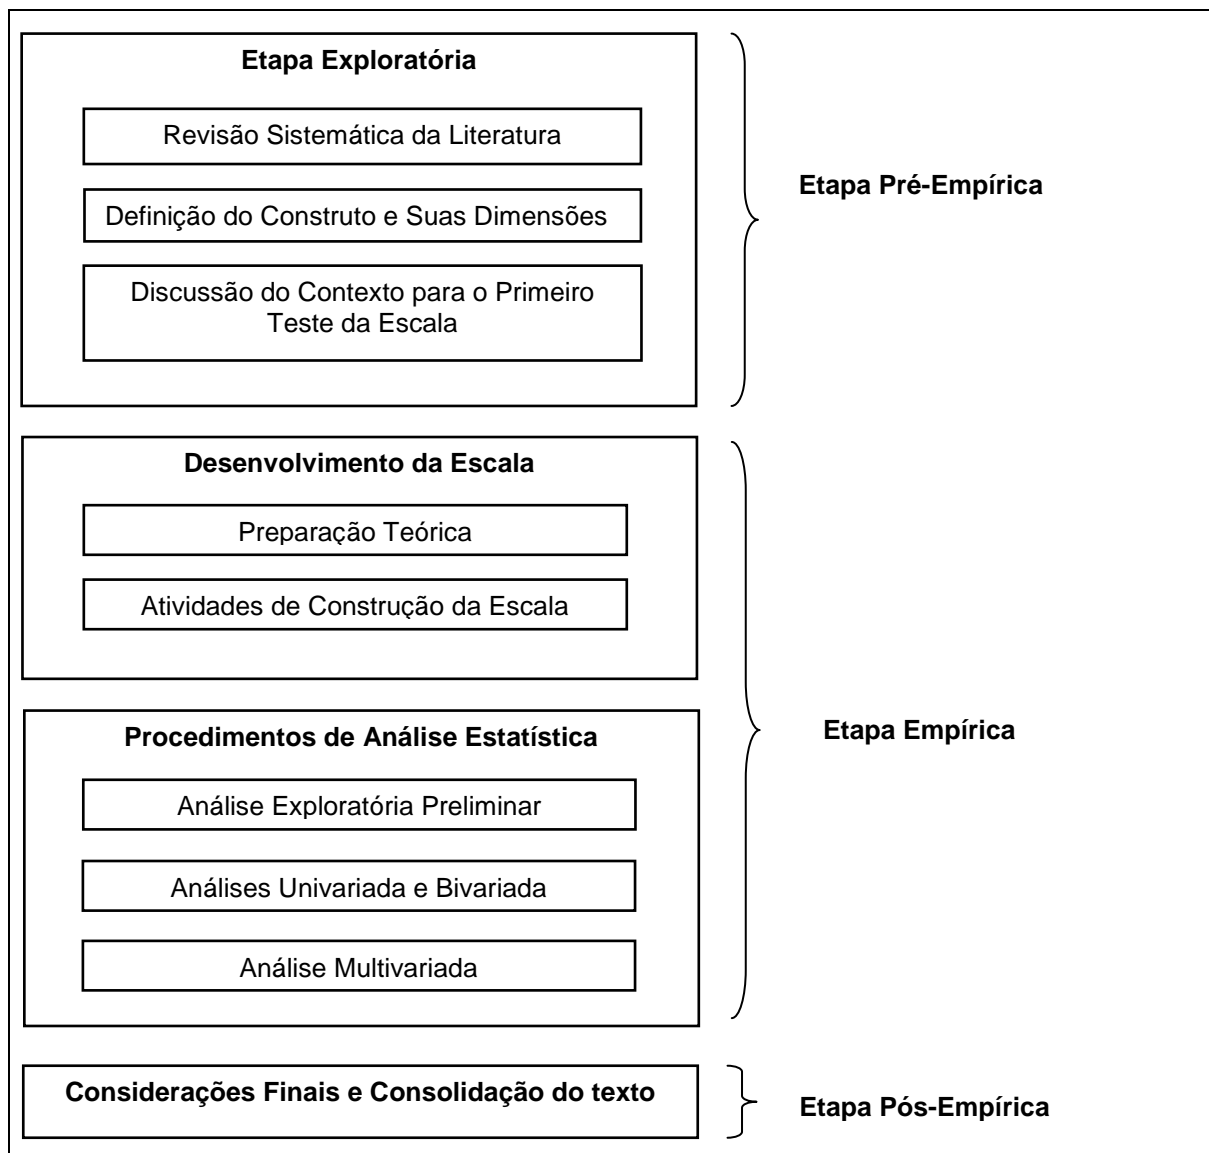 Etapa Exploratória
Revisão Sistemática da Literatura
Definição do Construto e Suas Dimensões
Discussão do Contexto para o Primeiro
Teste da Escala
Etapa Pré-Empírica
Desenvolvimento da Escala
Preparação Teórica
Atividades de Construção da Escala
Procedimentos de Análise Estatística
Análise Exploratória Preliminar
Análises Univariada e Bivariada
Análise Multivariada
Etapa Empírica
Considerações Finais e Consolidação do texto
Etapa Pós-Empírica